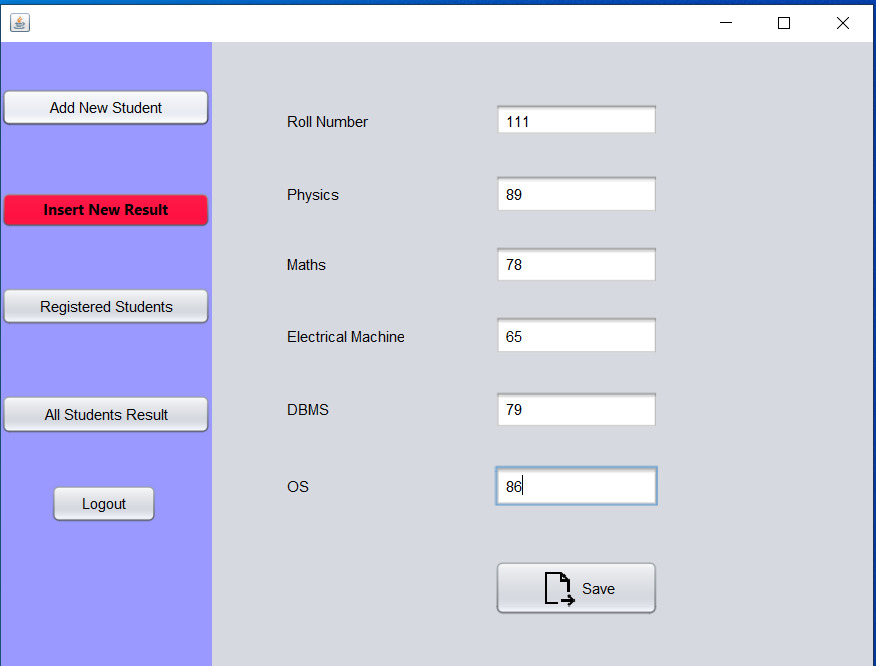 Add New Student
Insert New Result
Registered Students
All Students Result
Logout
Roll Number 111
Physics 89
Maths 78
Electrical Machine 65
DBMS 79
OS 86
Save